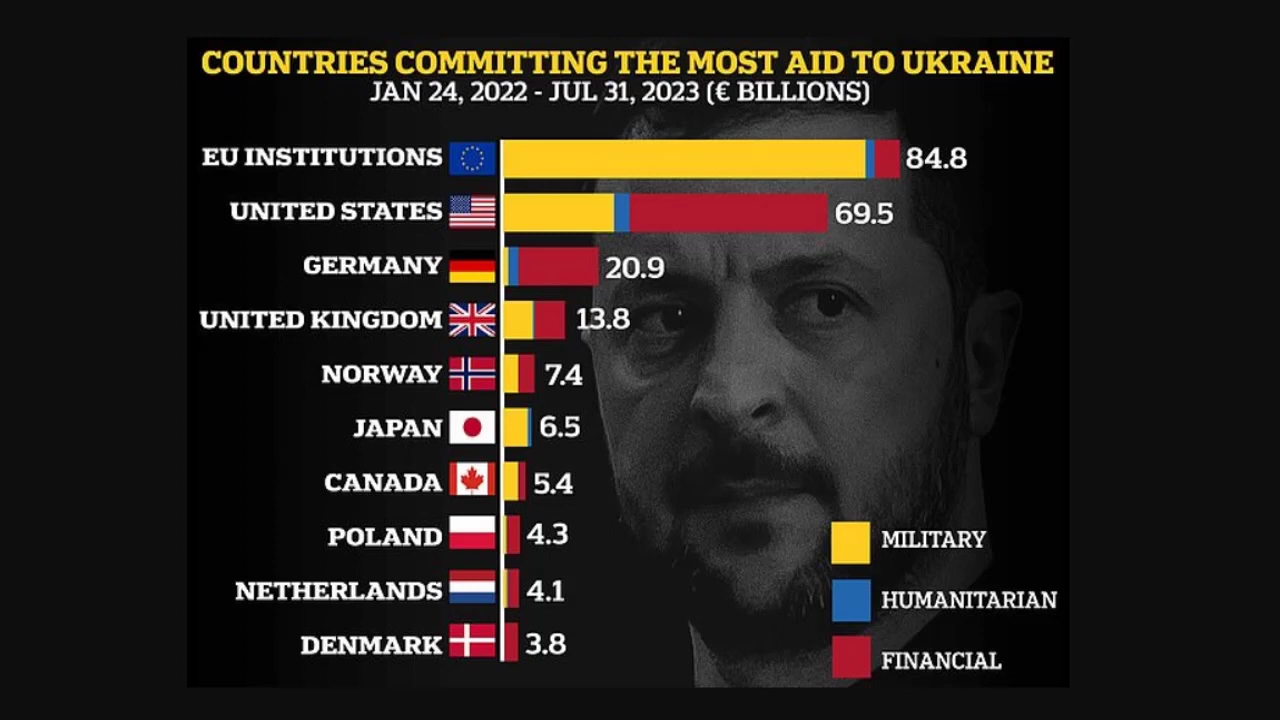 COUNTRIES COMMITTING THE MOST AID TO UKRAINE
JAN 24, 2022 - JUL 31, 2023 (€ BILLIONS)
EU INSTITUTIONS 84.8
UNITED STATES 69.5
GERMANY 20.9
UNITED KINGDOM 13.8
NORWAY 7.4
JAPAN 6.5
CANADA 5.4
POLAND 4.3
NETHERLANDS 4.1
DENMARK 3.8
MILITARY
HUMANITARIAN
FINANCIAL